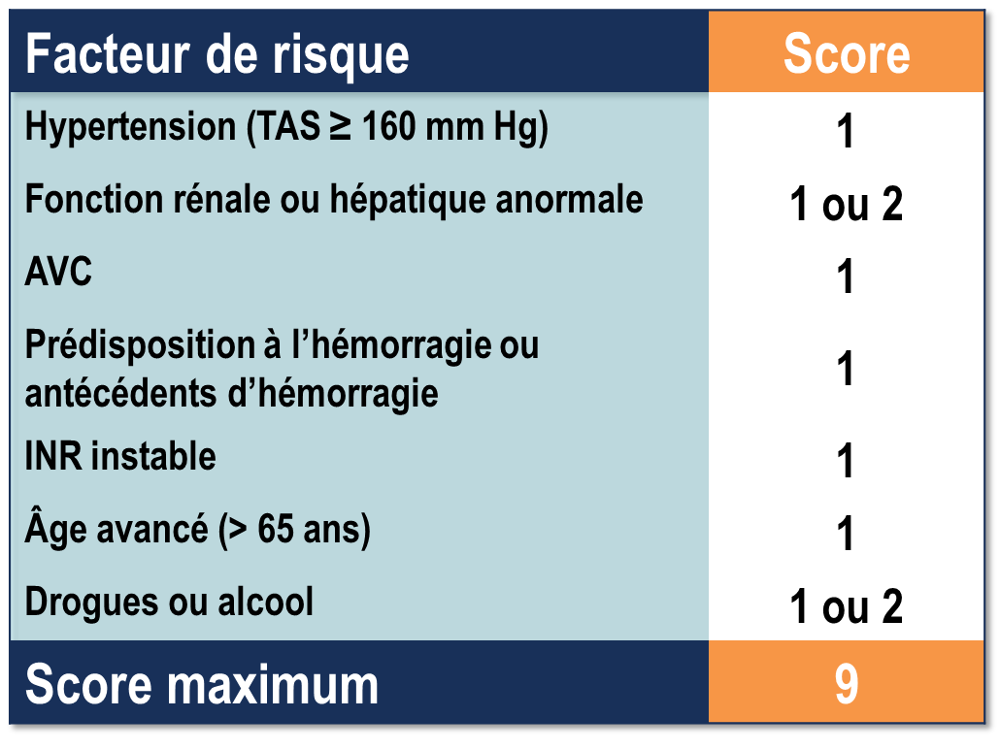 Facteur de risque Score
Hypertension (TAS ≥ 160 mm Hg) 1
Fonction rénale ou hépatique anormale 1 ou 2
AVC 1
Prédisposition à l’hémorragie ou
antécédents d’hémorragie 1
INR instable 1
Âge avancé (> 65 ans) 1
Drogues ou alcool 1 ou 2
Score maximum 9